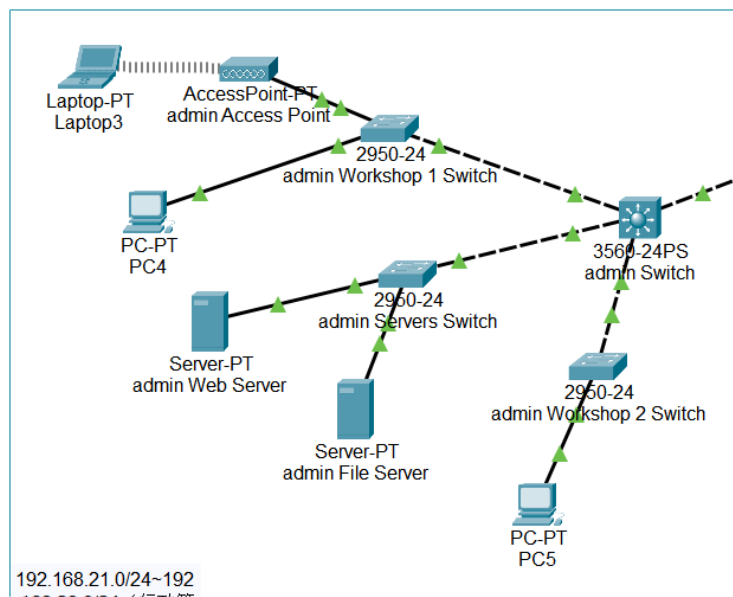 Laptop-PT
Laptop3
AccessPoint-PT
admin Access Point
2950-24
admin Workshop 1 Switch
PC-PT
PC4
3560-24PS
admin Switch
2950-24
admin Servers Switch
Server-PT
admin Web Server
2950-24
admin Workshop 2 Switch
Server-PT
admin File Server
PC-PT
PC5
192.168.21.0/24~192